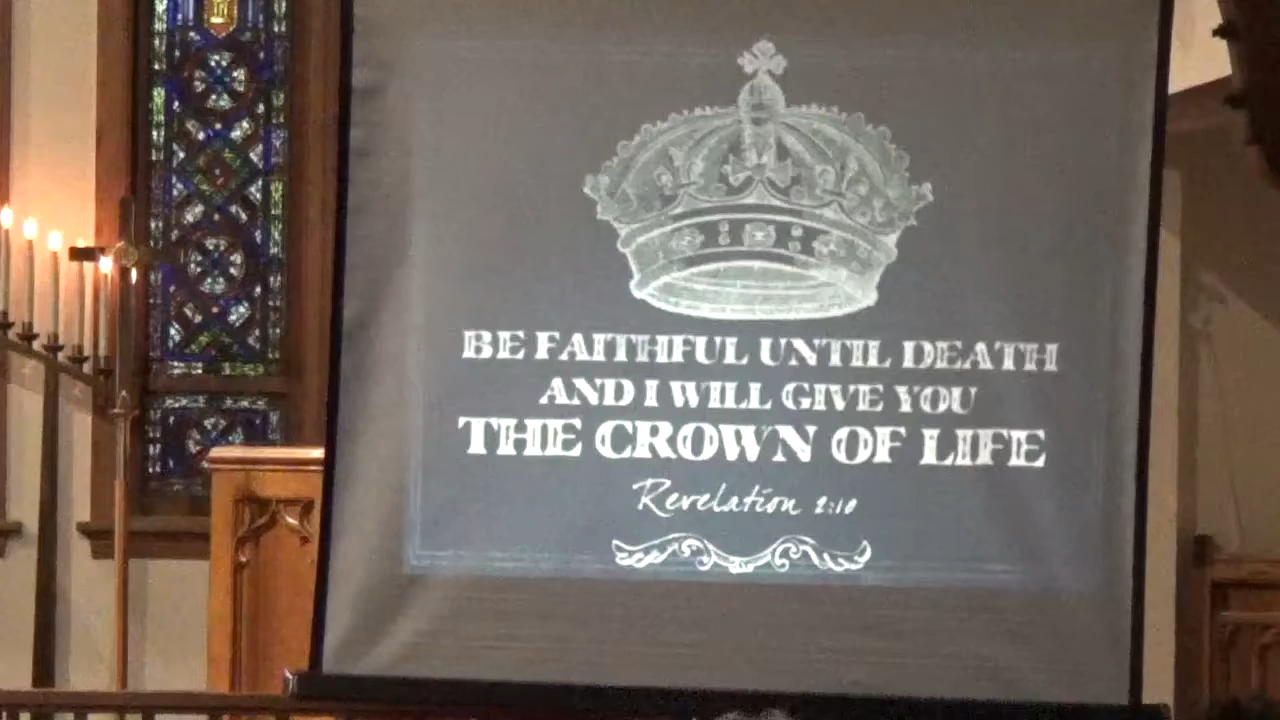 BE FAITHFUL UNTIL DEATH
AND I WILL GIVE YOU
THE CROWN OF LIFE
Revelation 2:10